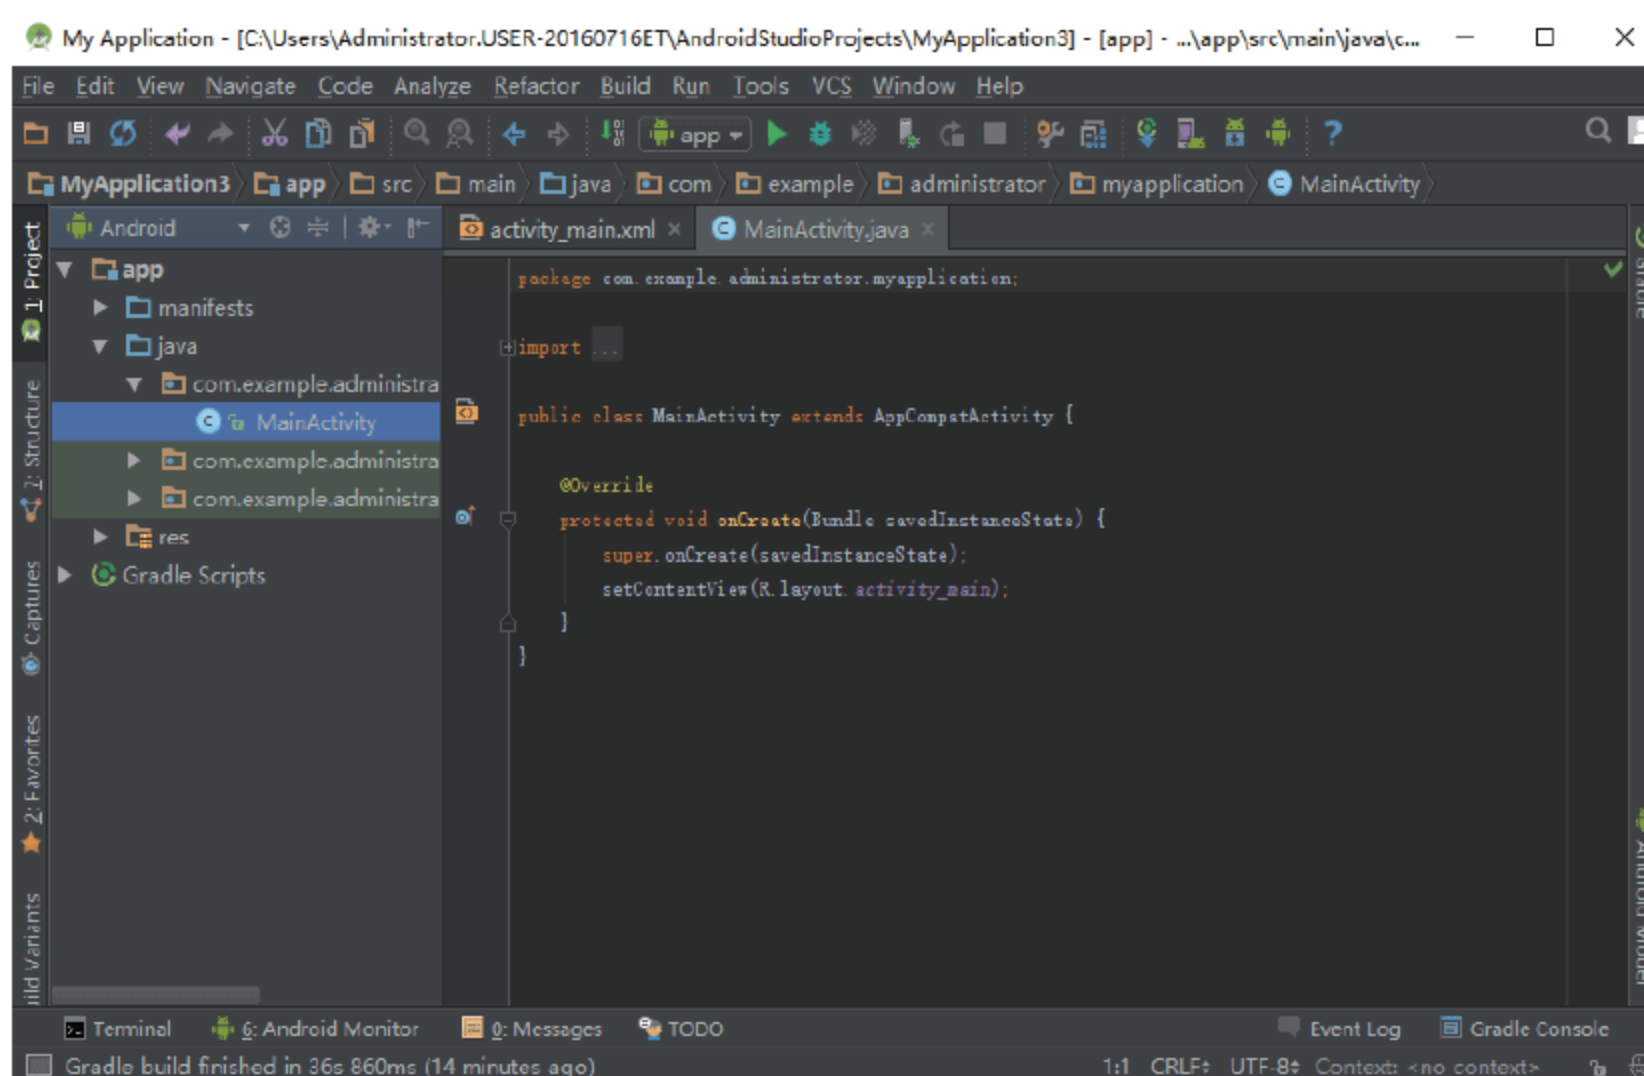 My Application - [C:\Users\Administrator.USER-20160716ET\AndroidStudioProjects\MyApplication3] - [app] - ...\app\src\main\java\c...
File Edit View Navigate Code Analyze Refactor Build Run Tools VCS Window Help
app
MyApplication3 app src main java com example administrator myapplication MainActivity
1: Project
Android
activity_main.xml
MainActivity.java
app
manifests
java
com.example.administra
MainActivity
com.example.administra
com.example.administra
res
Gradle Scripts
package com.example.administrator.myapplication;
import ...
public class MainActivity extends AppCompatActivity {
@Override
protected void onCreate(Bundle savedInstanceState) {
super.onCreate(savedInstanceState);
setContentView(R.layout.activity_main);
}
}
Structure
Captures
2: Favorites
uild Variants
Gradle
Android Model
Terminal 6: Android Monitor 0: Messages TODO Event Log Gradle Console
Gradle build finished in 36s 860ms (14 minutes ago) 1:1 CRLF UTF-8 Context: <no context>